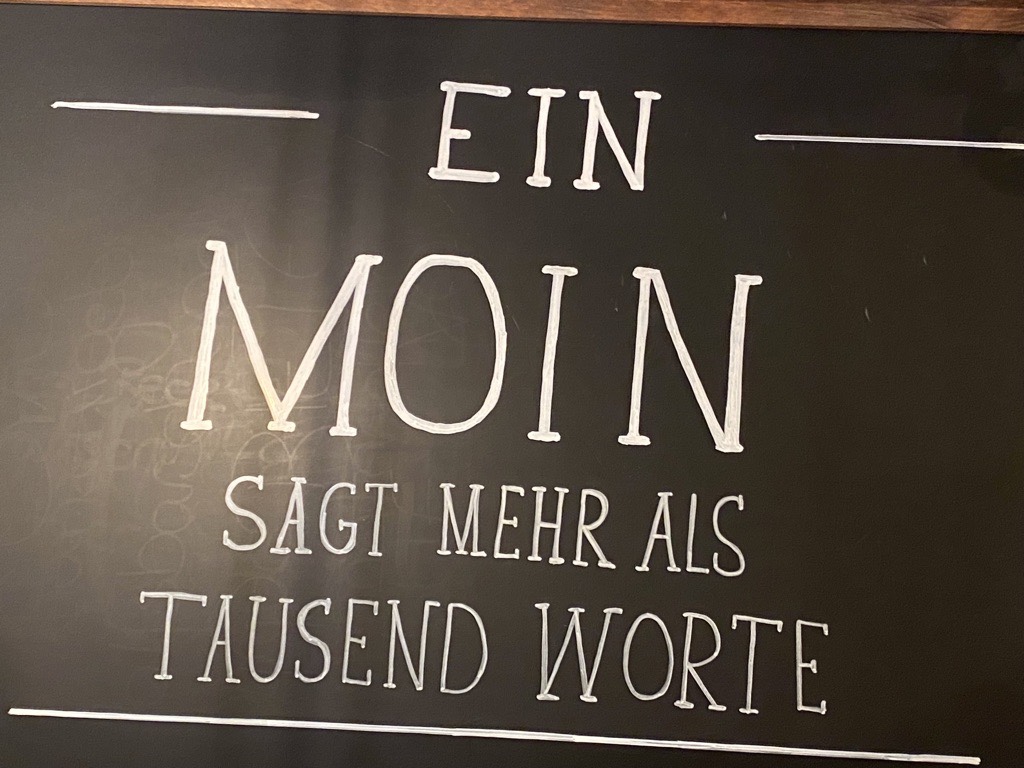 EIN
MOIN
SAGT MEHR ALS
TAUSEND WORTE